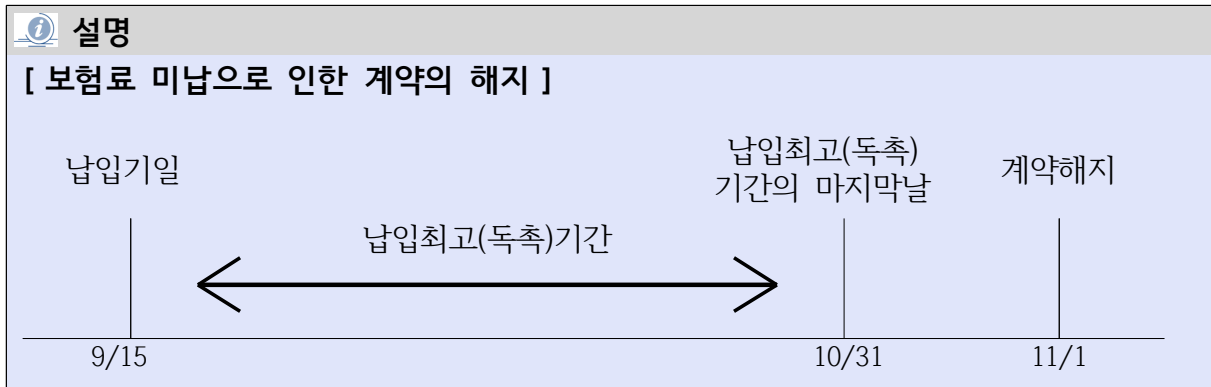 설명
[ 보험료 미납으로 인한 계약의 해지 ]
납입기일
납입최고(독촉)
기간의 마지막날
계약해지
납입최고(독촉)기간
9/15
10/31
11/1